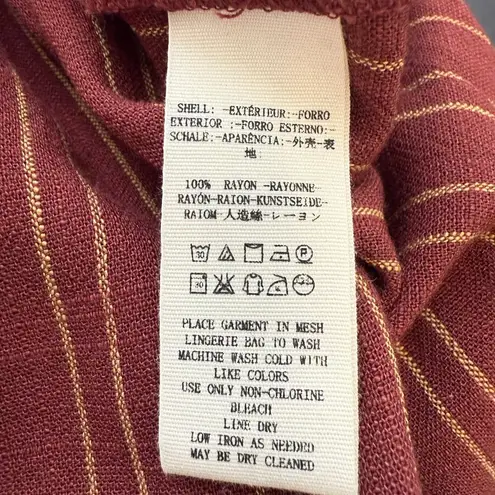 SHELL: -EXTÉRIEUR:-FORRO
EXTERIOR :-FORRO ESTERNO:-
SCHALE:-APARÊNCIA:-外壳-表
地:
100% RAYON -RAYONNE-
RAYÓN-RAION-KUNSTSEIDE-
RAIOM-人造絲-レーヨン
30 P
30
PLACE GARMENT IN MESH
LINGERIE BAG TO WASH
MACHINE WASH COLD WITH
LIKE COLORS
USE ONLY NON-CHLORINE
BLEACH
LINE DRY
LOW IRON AS NEEDED
MAY BE DRY CLEANED